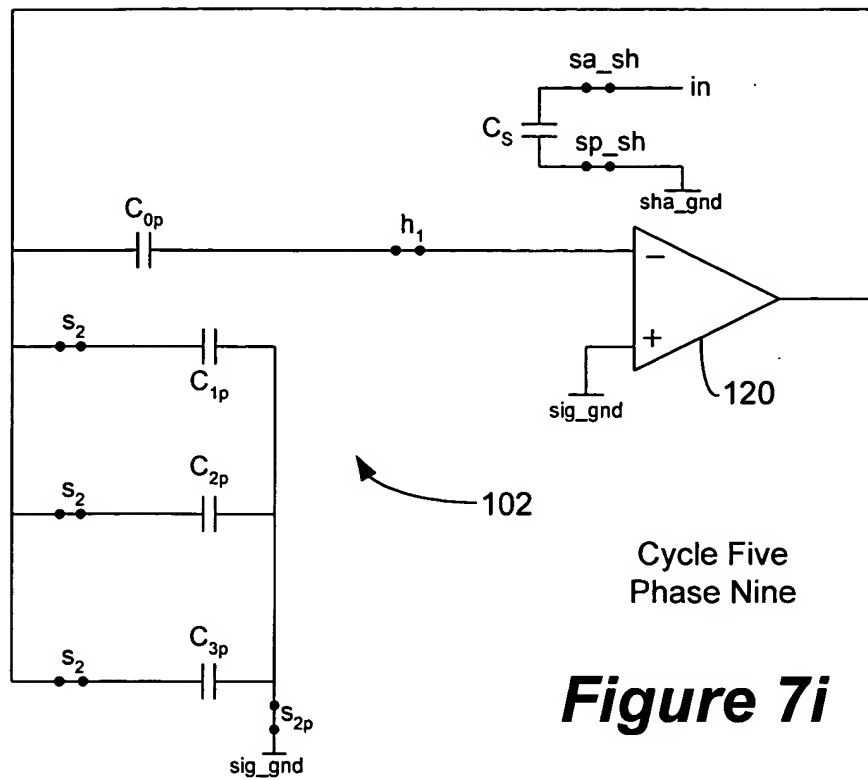 sa_sh
in
C_S
sp_sh
sha_gnd
C_0p
h_1
−
s_2
C_1p
+
sig_gnd
120
C_2p
s_2
102
Cycle Five
Phase Nine
C_3p
s_2
s_2p
sig_gnd
Figure 7i